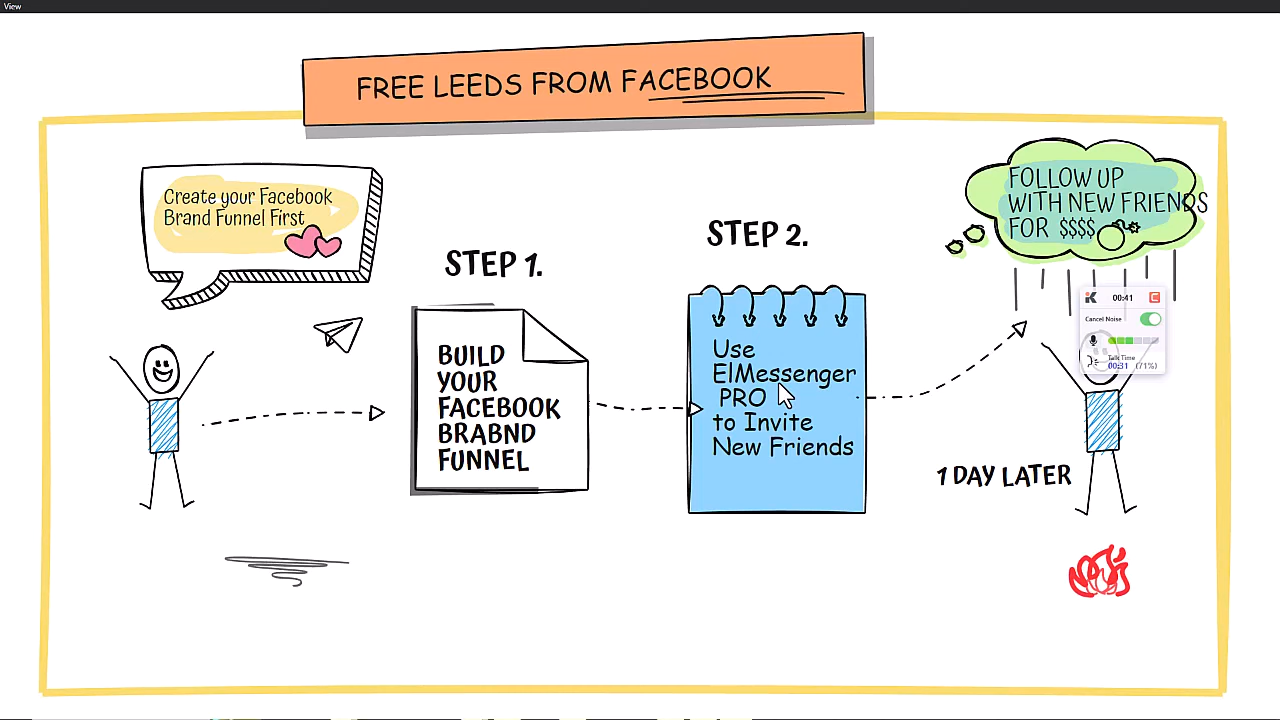 View
FREE LEEDS FROM FACEBOOK
Create your Facebook
Brand Funnel First
STEP 1.
BUILD
YOUR
FACEBOOK
BRABND
FUNNEL
STEP 2.
Use
ElMessenger
PRO
to Invite
New Friends
FOLLOW UP
WITH NEW FRIENDS
FOR $$$$
00:41
Cancel Noise
Talk Time
00:31 (71%)
1 DAY LATER